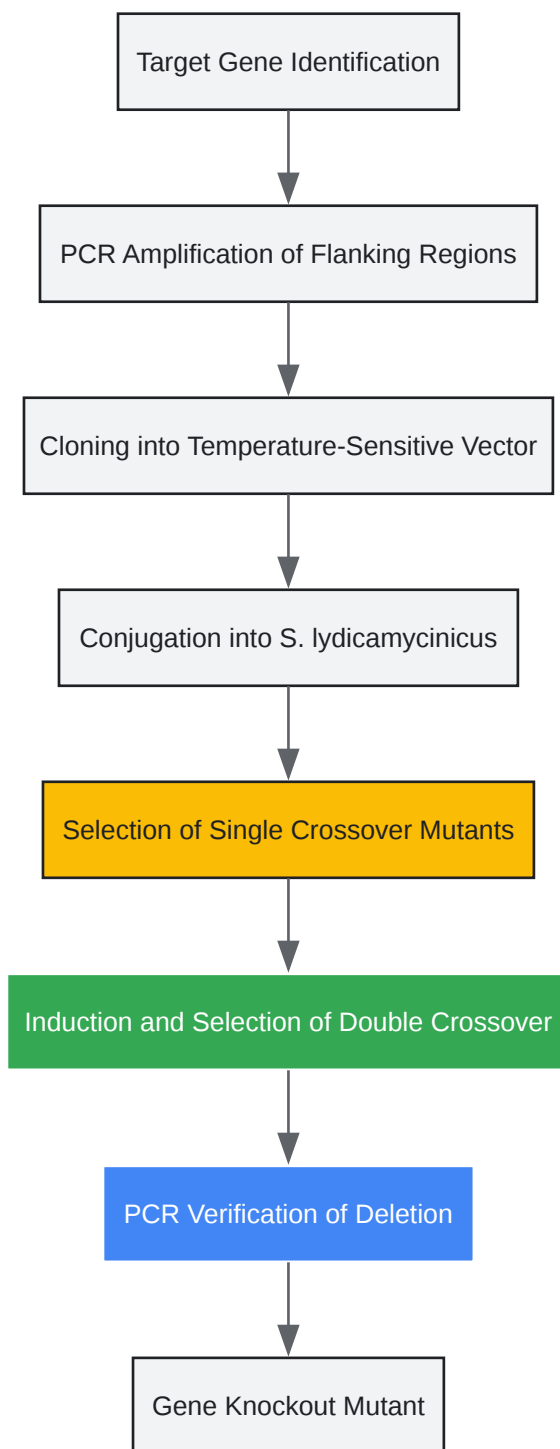 Target Gene Identification
PCR Amplification of Flanking Regions
Cloning into Temperature-Sensitive Vector
Conjugation into S. lydicamycinicus
Selection of Single Crossover Mutants
Induction and Selection of Double Crossover
PCR Verification of Deletion
Gene Knockout Mutant